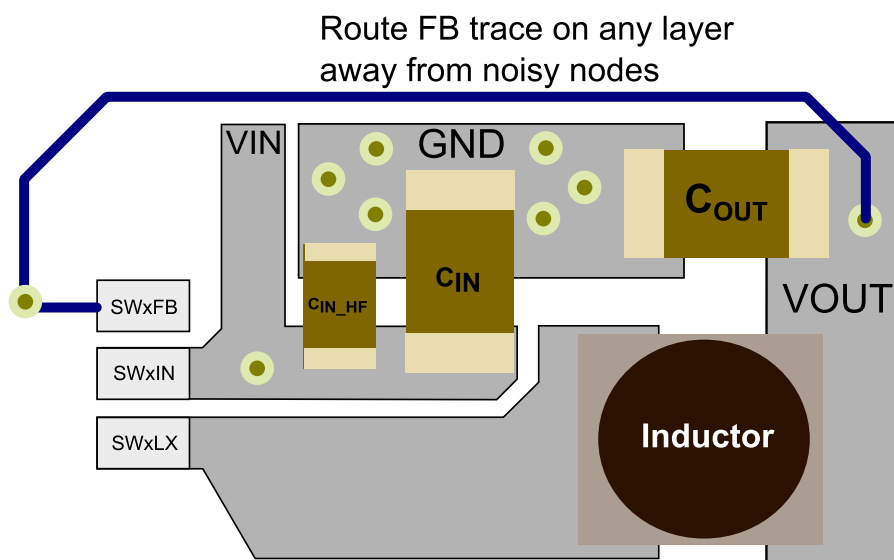 Route FB trace on any layer
away from noisy nodes
VIN
GND
COUT
CIN
CIN_HF
VOUT
SWxFB
SWxIN
SWxLX
Inductor